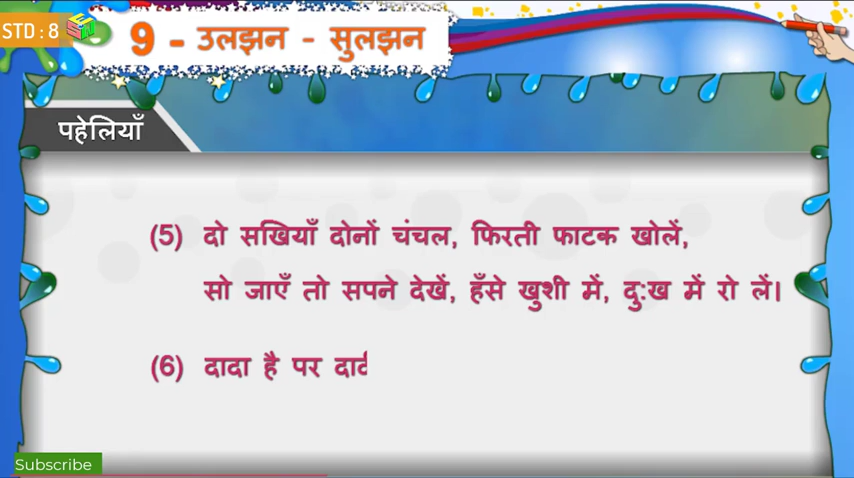 STD : 8
9 - उलझन - सुलझन
पहेलियाँ
(5) दो सखियाँ दोनों चंचल, फिरती फाटक खोलें,
सो जाएँ तो सपने देखें, हँसे खुशी में, दुःख में रो लें।
(6) दादा है पर
Subscribe